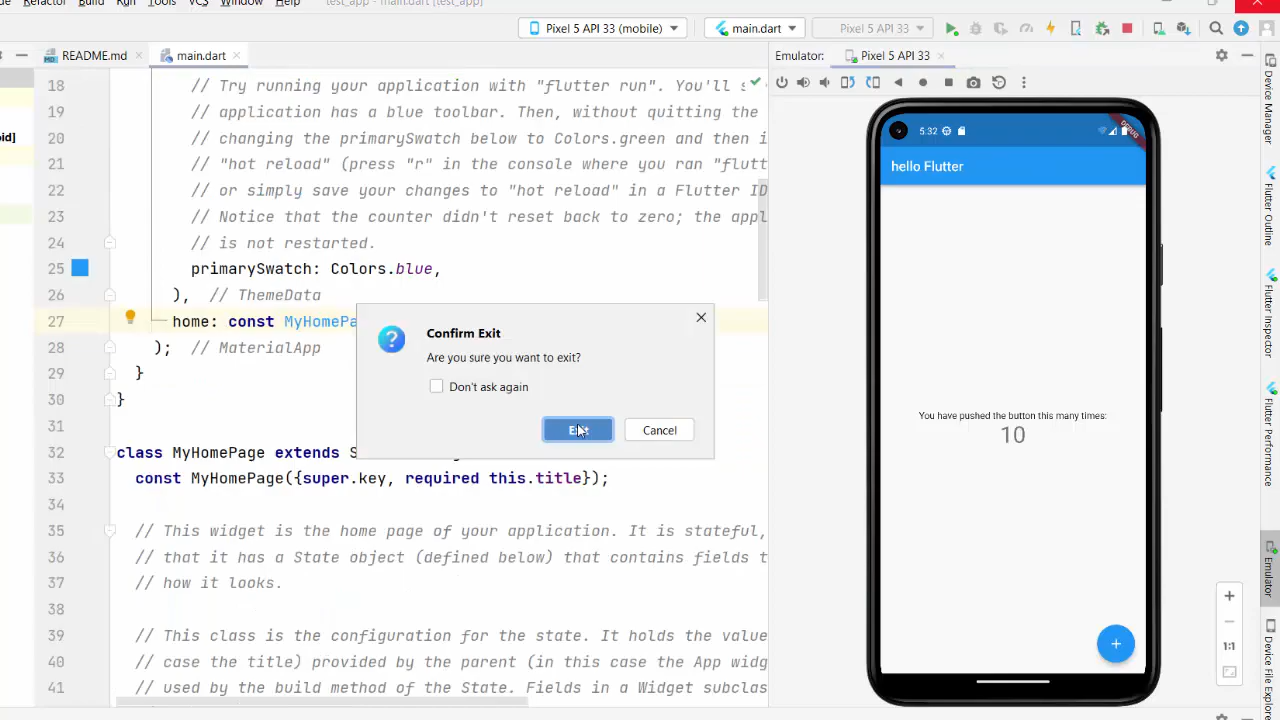 Refactor Build Run Tools VCS Window Help test_app - main.dart [test_app]
Pixel 5 API 33 (mobile) main.dart Pixel 5 API 33
README.md main.dart Emulator: Pixel 5 API 33
oid]
18 // Try running your application with "flutter run". You'll s
19 // application has a blue toolbar. Then, without quitting the
20 // changing the primarySwatch below to Colors.green and then i
21 // "hot reload" (press "r" in the console where you ran "flutt
22 // or simply save your changes to "hot reload" in a Flutter ID
23 // Notice that the counter didn't reset back to zero; the appl
24 // is not restarted.
25 primarySwatch: Colors.blue,
26 ), // ThemeData
27 home: const MyHomePa
28 ); // MaterialApp
29 }
30 }
31
32 class MyHomePage extends S
33 const MyHomePage({super.key, required this.title});
34
35 // This widget is the home page of your application. It is stateful,
36 // that it has a State object (defined below) that contains fields t
37 // how it looks.
38
39 // This class is the configuration for the state. It holds the value
40 // case the title) provided by the parent (in this case the App widg
41 // used by the build method of the State. Fields in a Widget subclas
Confirm Exit
Are you sure you want to exit?
Don't ask again
Cancel
5:32
DEBUG
hello Flutter
You have pushed the button this many times:
10
+
+
−
1:1
Device Manager
Flutter Outline
Flutter Inspector
Flutter Performance
Emulator
Device File Explorer